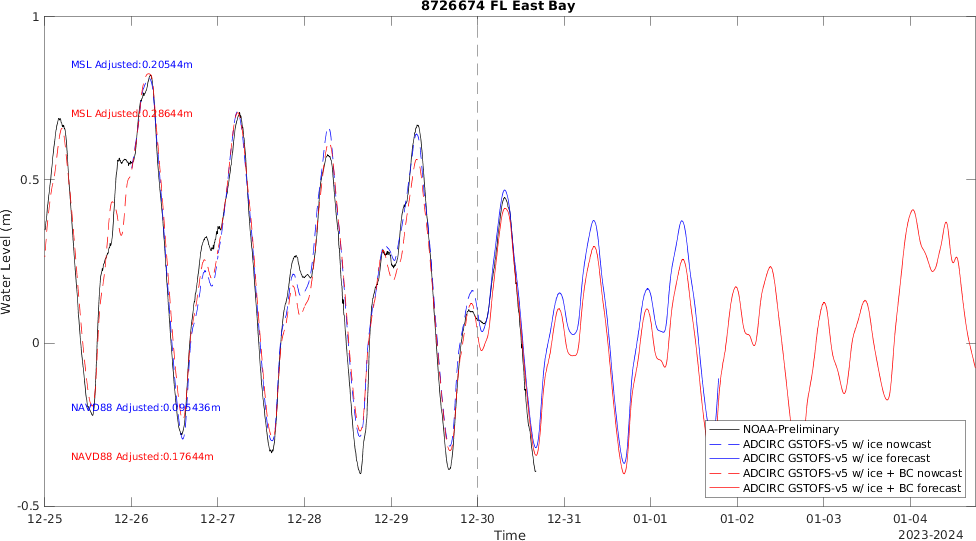 8726674 FL East Bay
1
MSL Adjusted:0.20544m
MSL Adjusted:0.28644m
0.5
Water Level (m)
0
NAVD88 Adjusted:0.095436m
NAVD88 Adjusted:0.17644m
NOAA-Preliminary
ADCIRC GSTOFS-v5 w/ ice nowcast
ADCIRC GSTOFS-v5 w/ ice forecast
ADCIRC GSTOFS-v5 w/ ice + BC nowcast
ADCIRC GSTOFS-v5 w/ ice + BC forecast
-0.5
12-25 12-26 12-27 12-28 12-29 12-30 12-31 01-01 01-02 01-03 01-04
Time
2023-2024